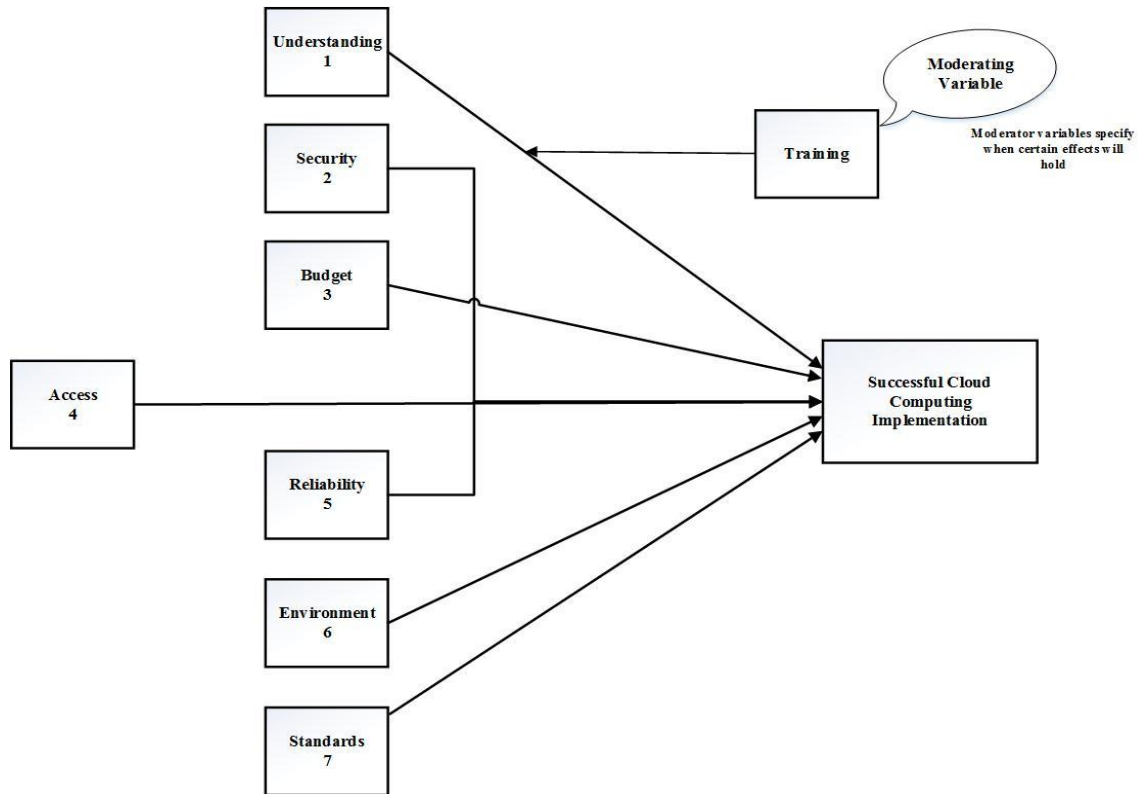 Understanding
1
Moderating
Variable
Moderator variables specify
when certain effects will
hold
Training
Security
2
Budget
3
Access
4
Successful Cloud
Computing
Implementation
Reliability
5
Environment
6
Standards
7